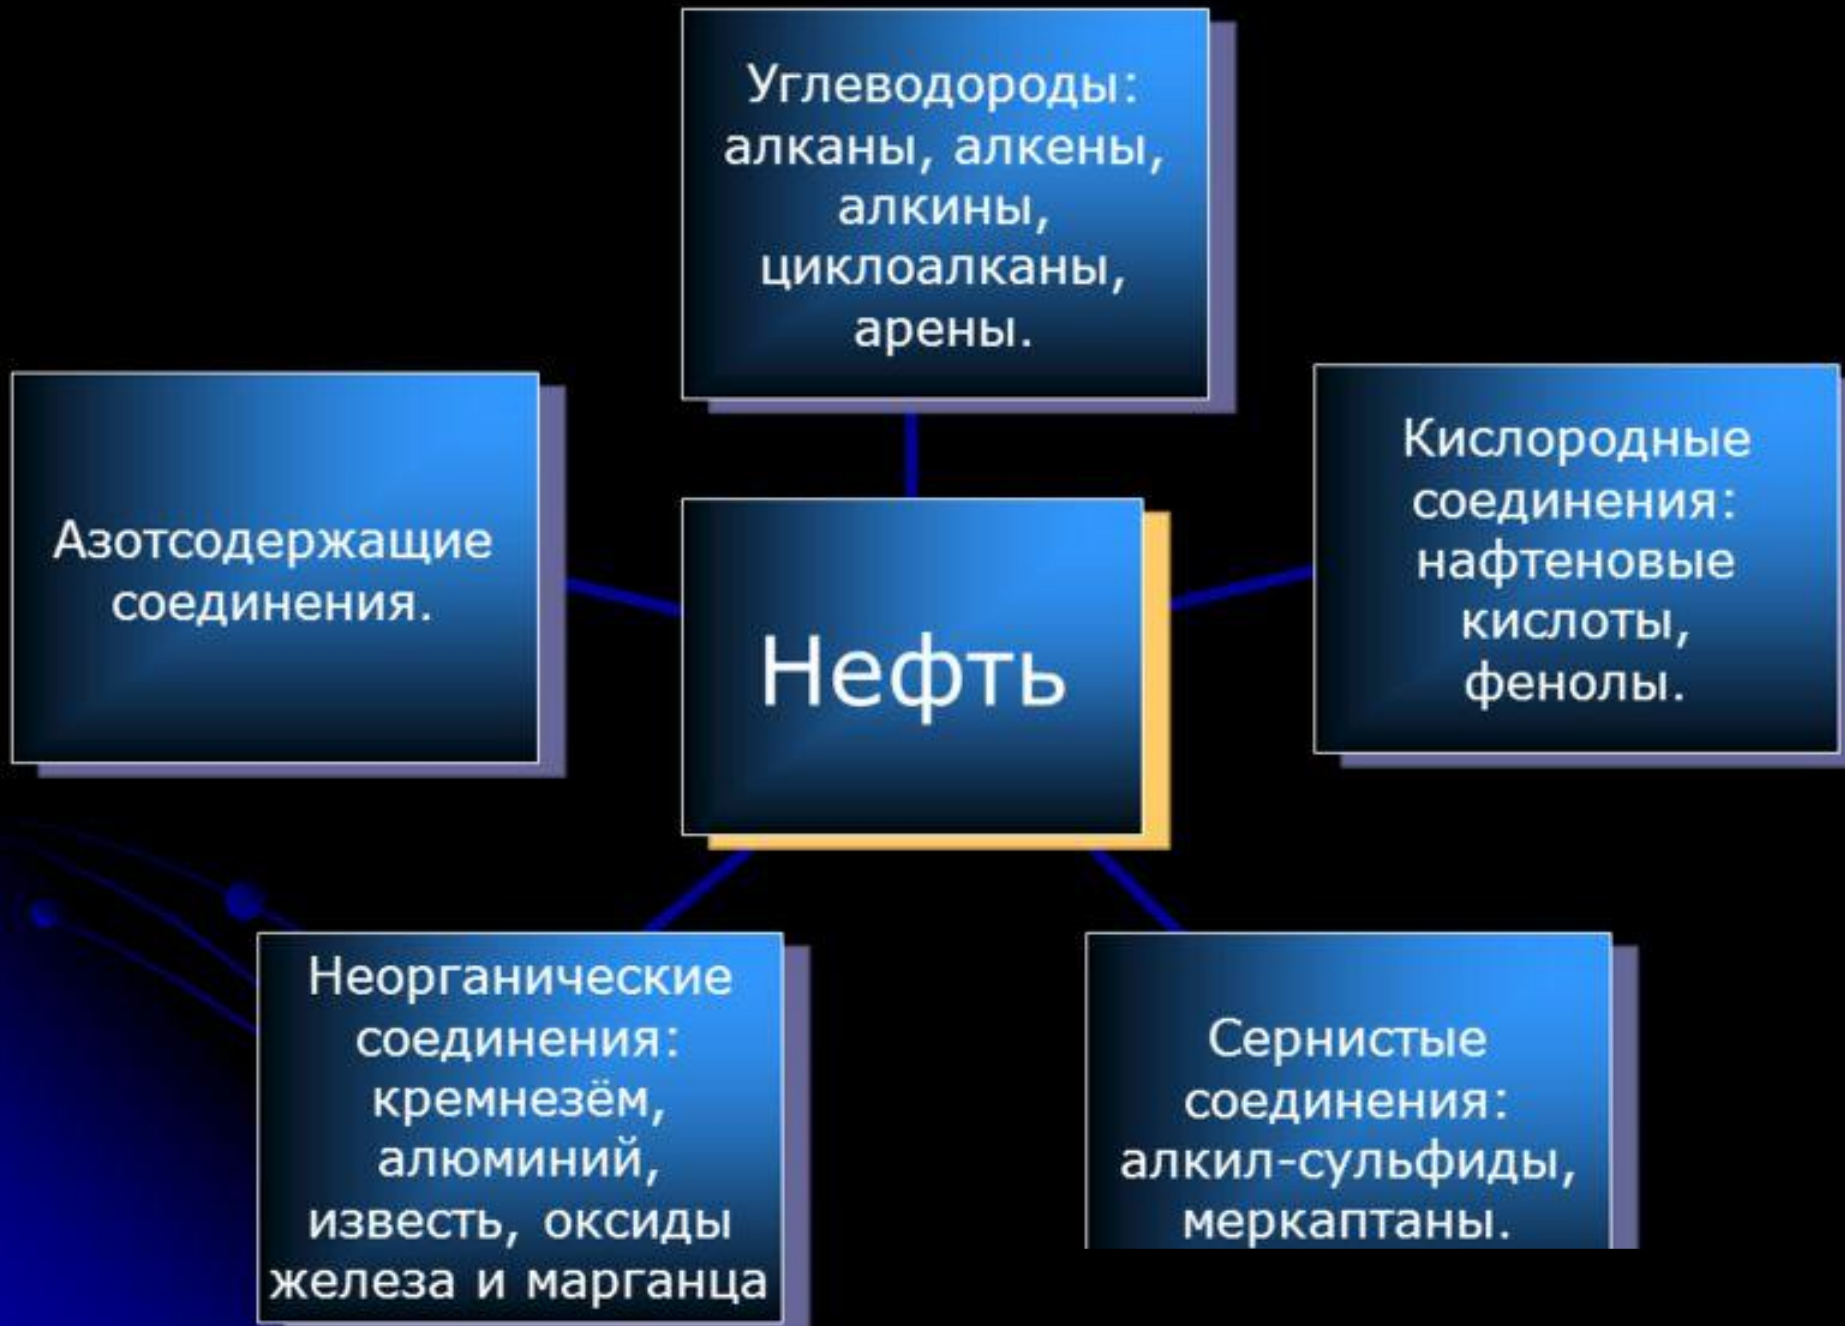 Углеводороды:
алканы, алкены,
алкины,
циклоалканы,
арены.
Азотсодержащие
соединения.
Нефть
Кислородные
соединения:
нафтеновые
кислоты,
фенолы.
Неорганические
соединения:
кремнезём,
алюминий,
известь, оксиды
железа и марганца
Сернистые
соединения:
алкил-сульфиды,
меркаптаны.